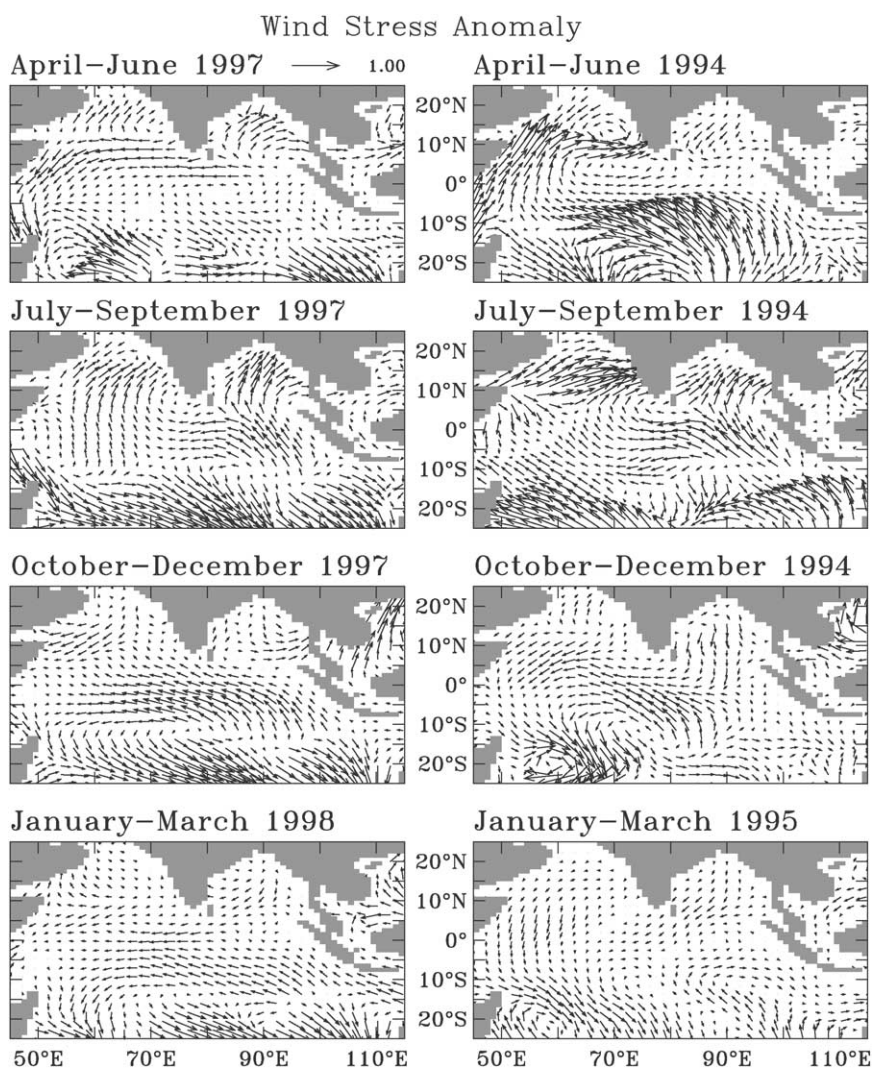 Wind Stress Anomaly
April-June 1997 1.00 April-June 1994
20°N
10°N
0°
10°S
20°S
July-September 1997 July-September 1994
20°N
10°N
0°
10°S
20°S
October-December 1997 October-December 1994
20°N
10°N
0°
10°S
20°S
January-March 1998 January-March 1995
20°N
10°N
0°
10°S
20°S
50°E 70°E 90°E 110°E 50°E 70°E 90°E 110°E